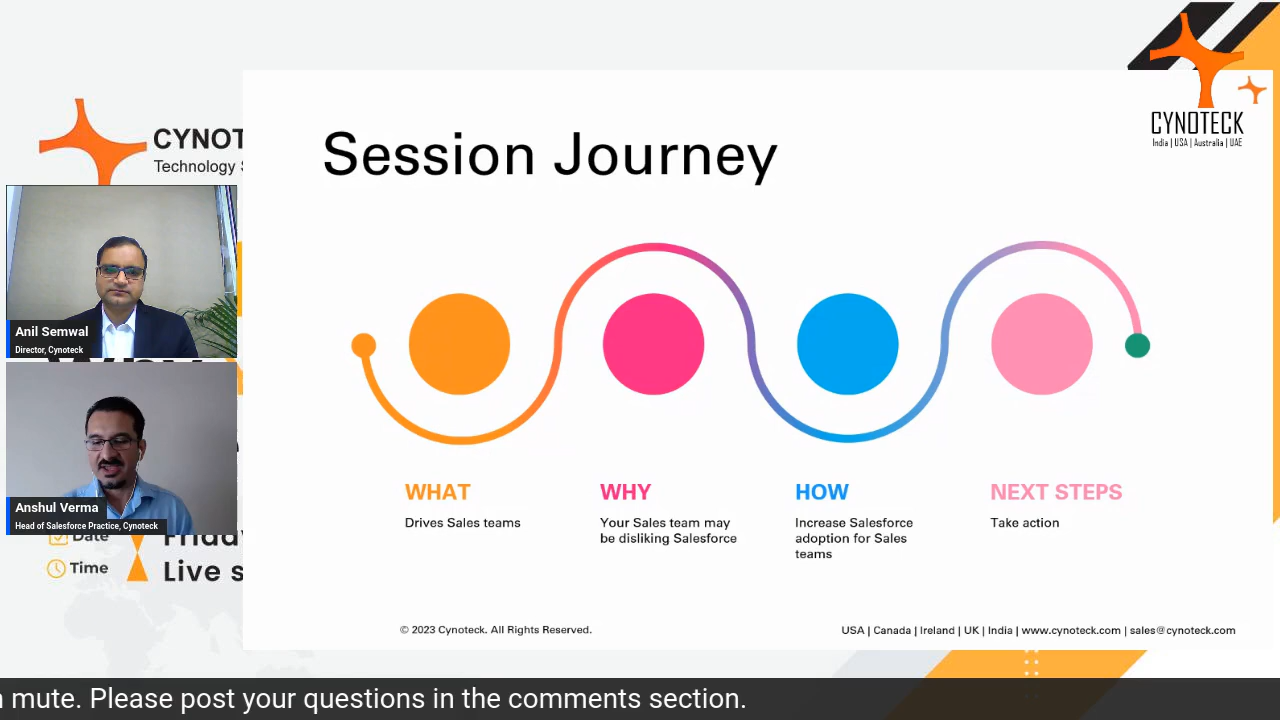 CYNOT
Technology S
Anil Semwal
Director, Cynoteck
Anshul Verma
Head of Salesforce Practice, Cynoteck
Date
Friday
Time
Live s
Session Journey
CYNOTECK
India | USA | Australia | UAE
WHAT
Drives Sales teams
WHY
Your Sales team may
be disliking Salesforce
HOW
Increase Salesforce
adoption for Sales
teams
NEXT STEPS
Take action
© 2023 Cynoteck. All Rights Reserved.
USA | Canada | Ireland | UK | India | www.cynoteck.com | sales@cynoteck.com
mute. Please post your questions in the comments section.